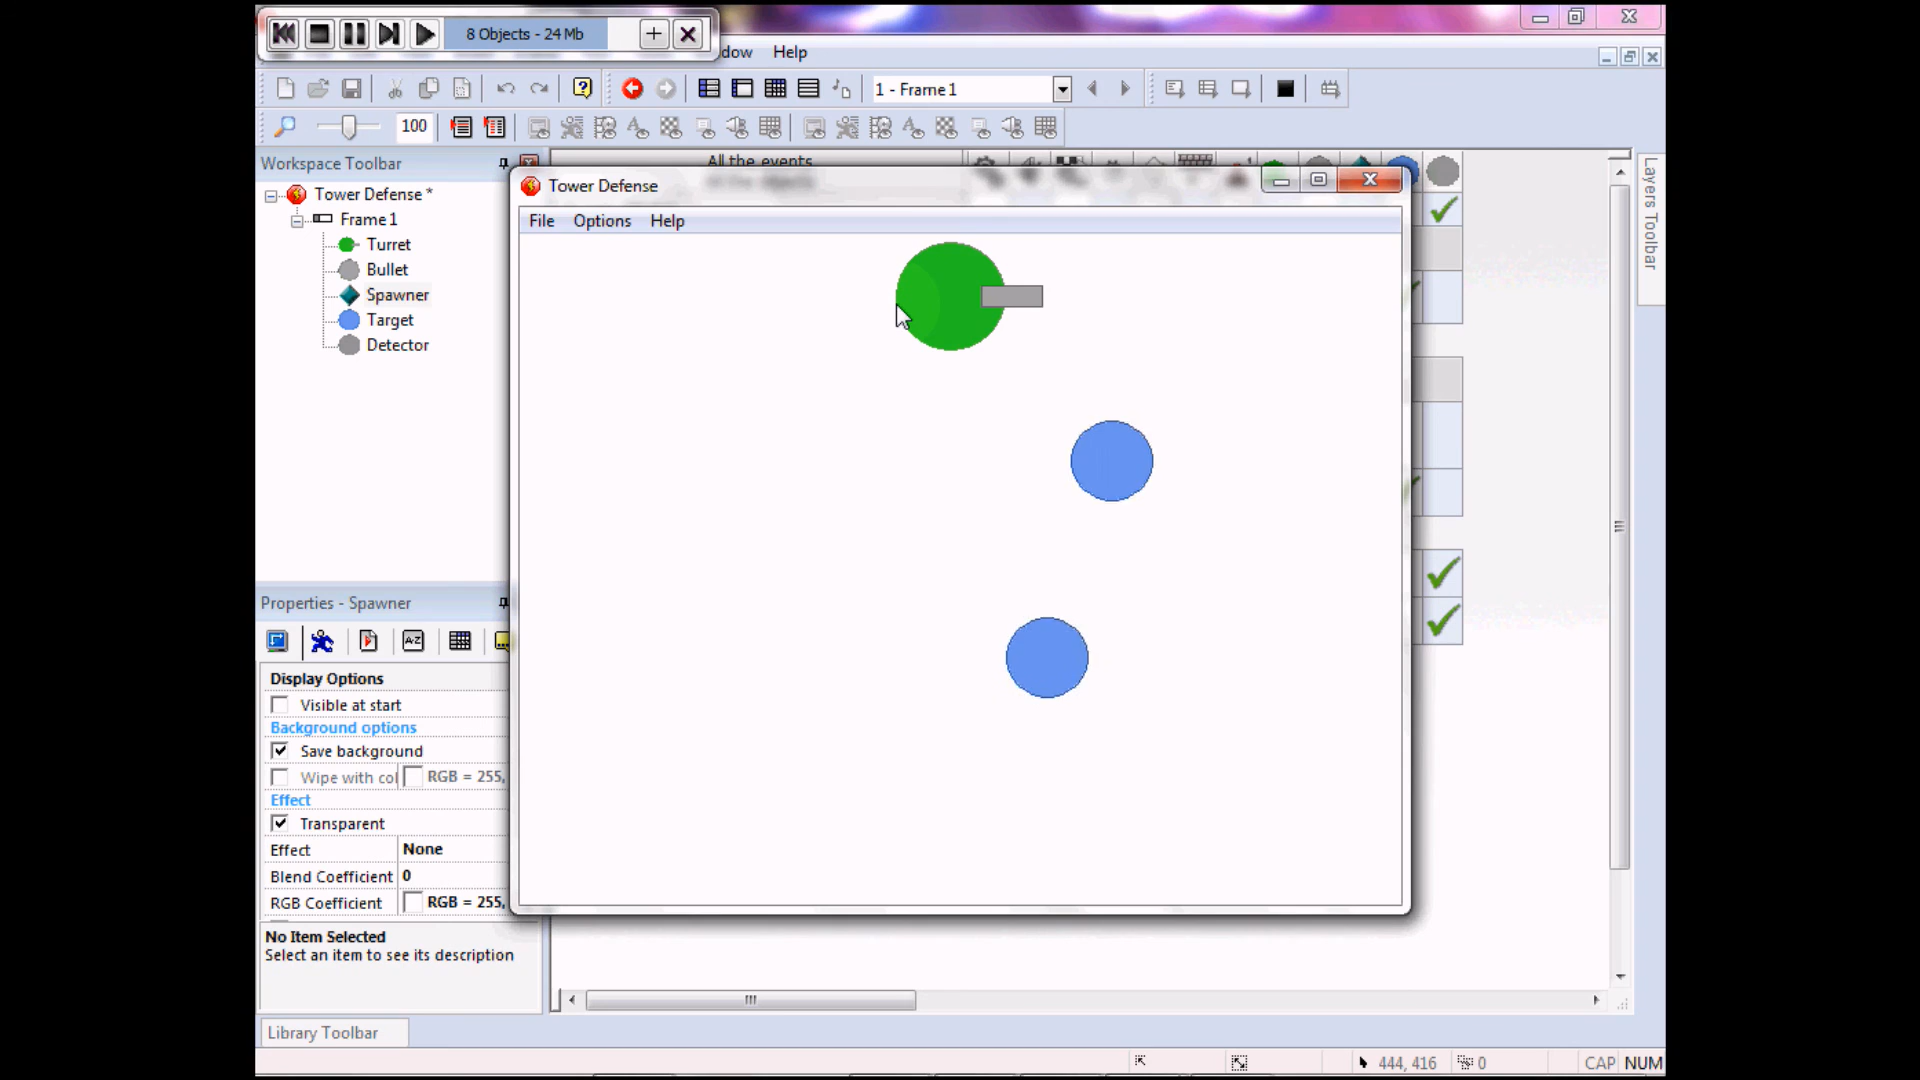 8 Objects - 24 Mb
dow Help
1 - Frame 1
100
Workspace Toolbar
All the events
Layers Toolbar
Tower Defense *
Frame 1
Turret
Bullet
Spawner
Target
Detector
Tower Defense
File Options Help
Properties - Spawner
Display Options
Visible at start
Background options
Save background
Wipe with col RGB = 255,
Effect
Transparent
Effect None
Blend Coefficient 0
RGB Coefficient RGB = 255,
No Item Selected
Select an item to see its description
Library Toolbar
444, 416 0 CAP NUM